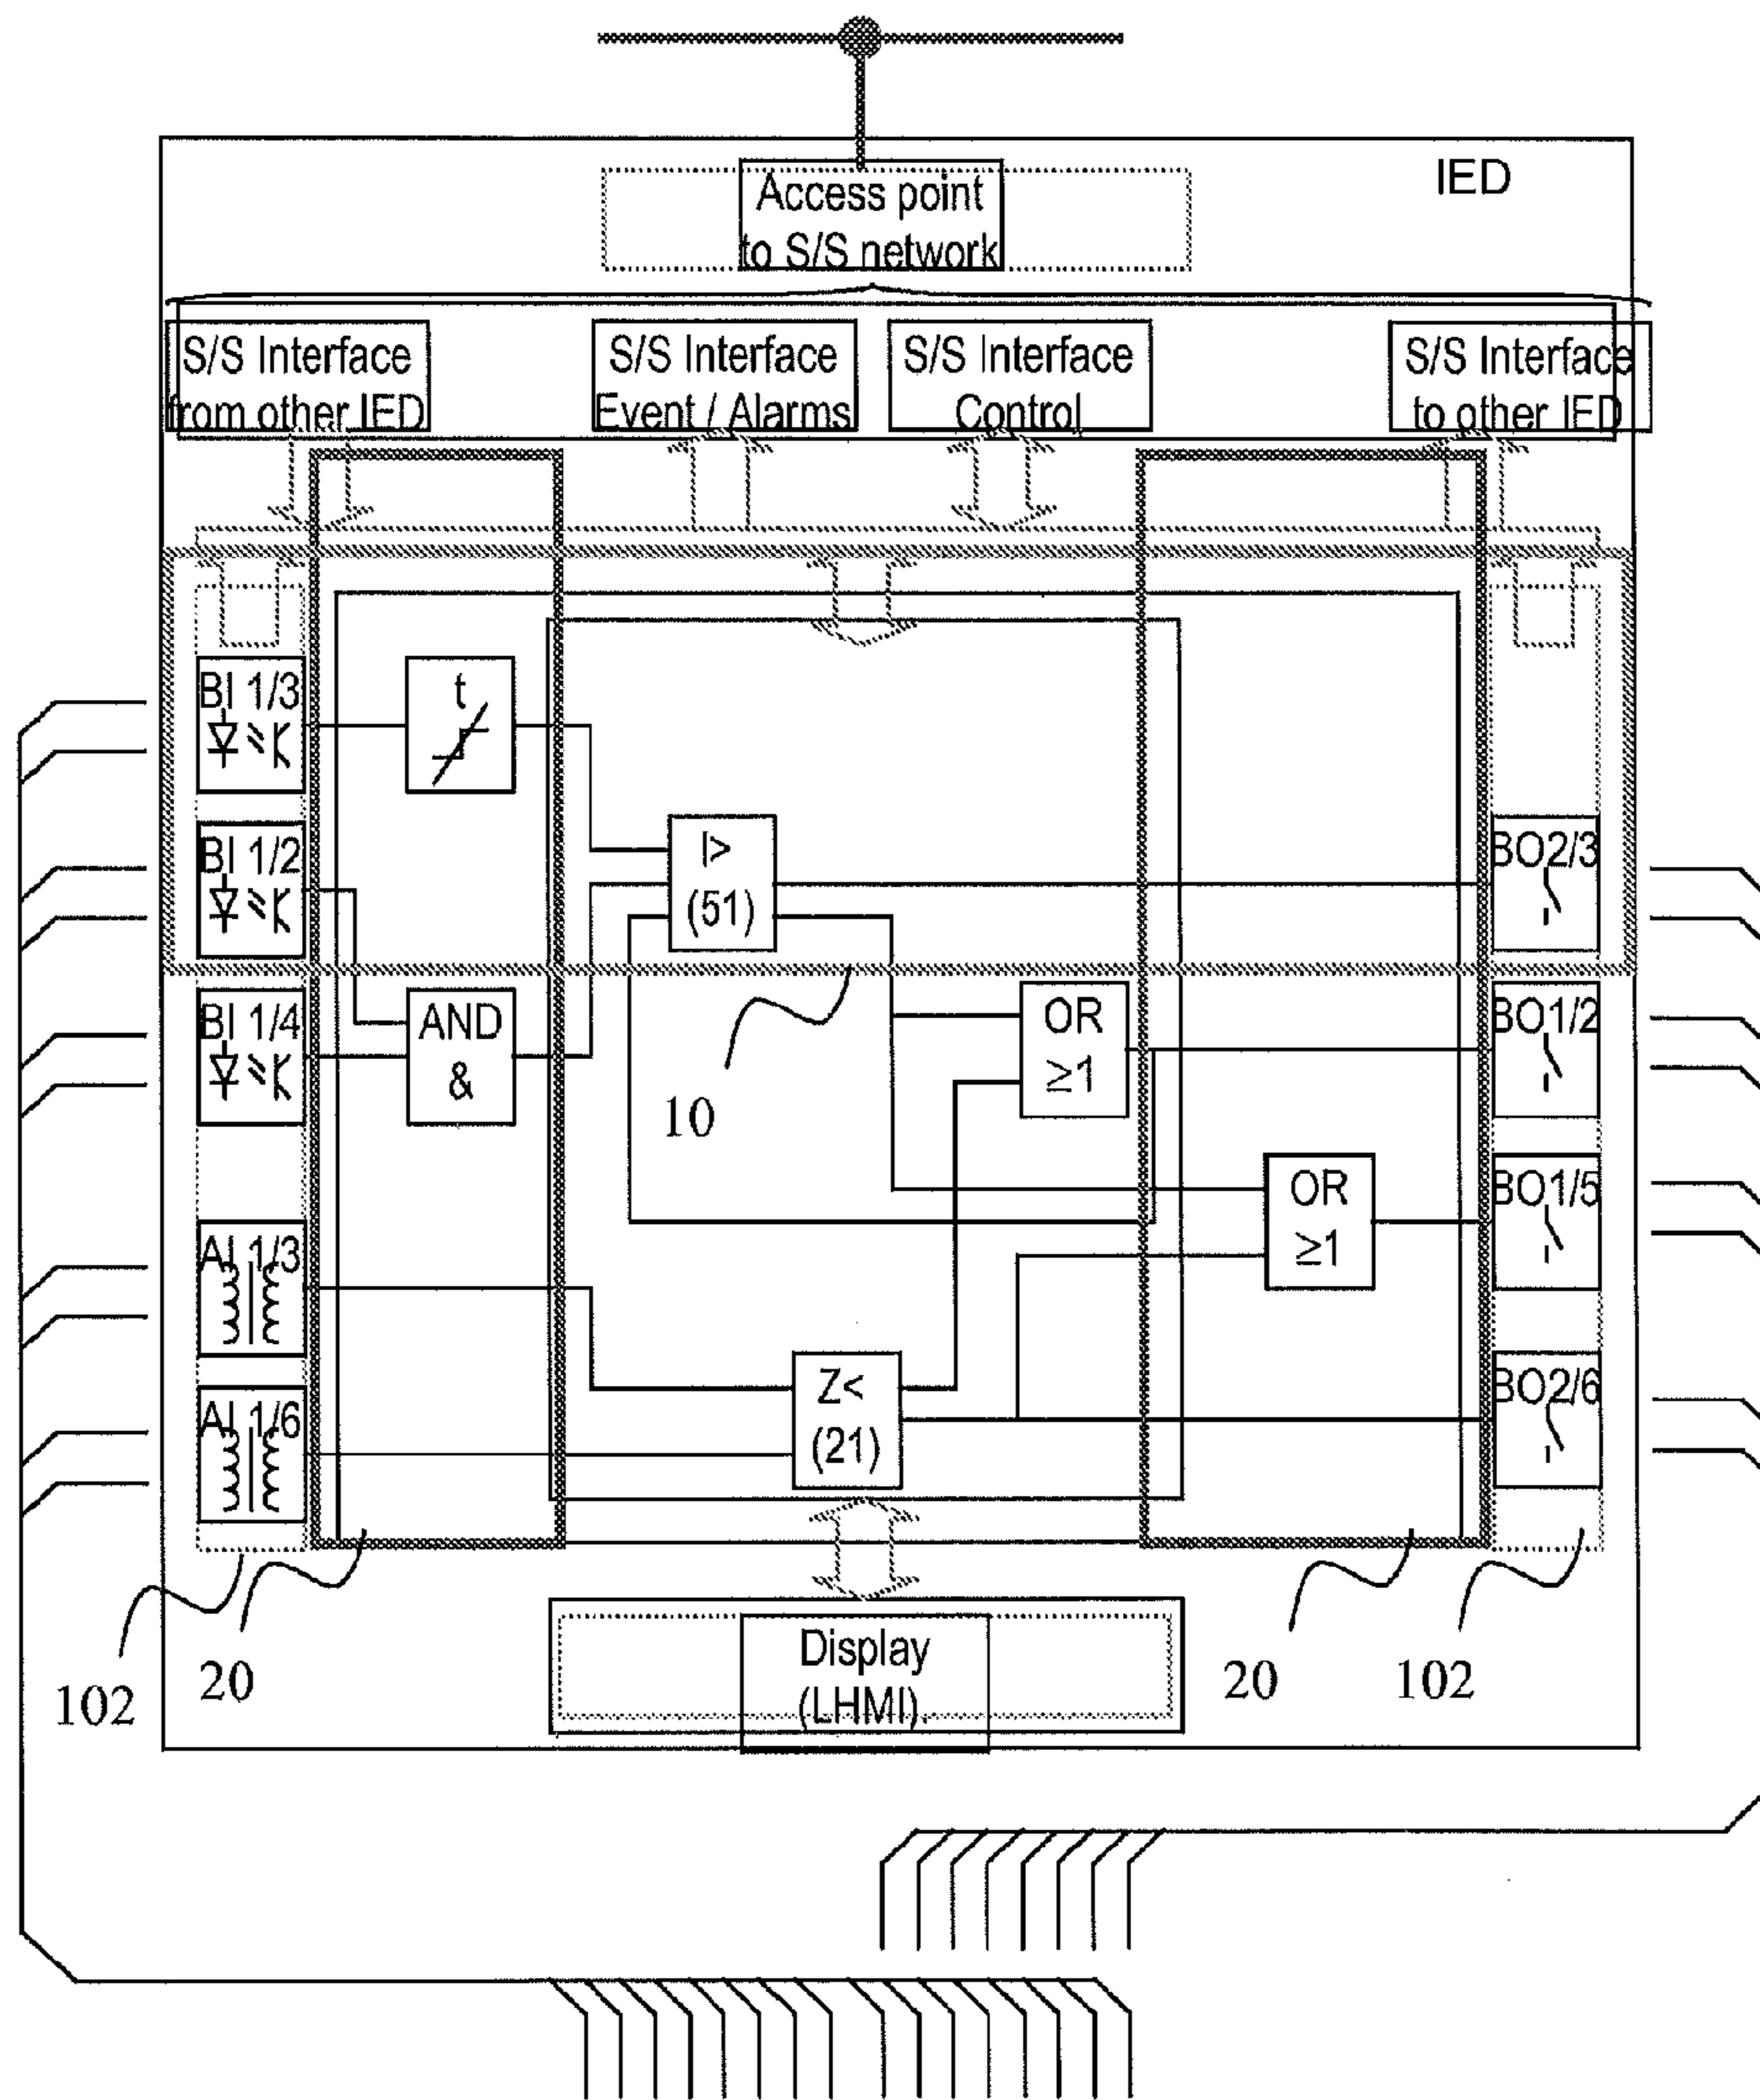 IED
Access point
to S/S network
S/S Interface
from other IED
S/S Interface
Event / Alarms
S/S Interface
Control
S/S Interface
to other IED
BI 1/3
t
BI 1/2
I>
(51)
BO2/3
BI 1/4
AND
&
10
OR
≥1
BO1/2
OR
≥1
BO1/5
AI 1/3
Z<
(21)
BO2/6
AI 1/6
102
20
Display
(LHMI).
20
102